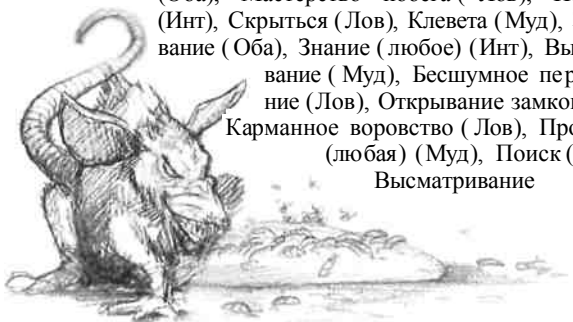 (Инт), Скрыться (Лов), Клевета (Муд),
вание (Оба), Знание (любое) (Инт), Вы
вание (Муд), Бесшумное пер
ние (Лов), Открывание замко
Карманное воровство (Лов), Про
(любая) (Муд), Поиск (
Высматривание